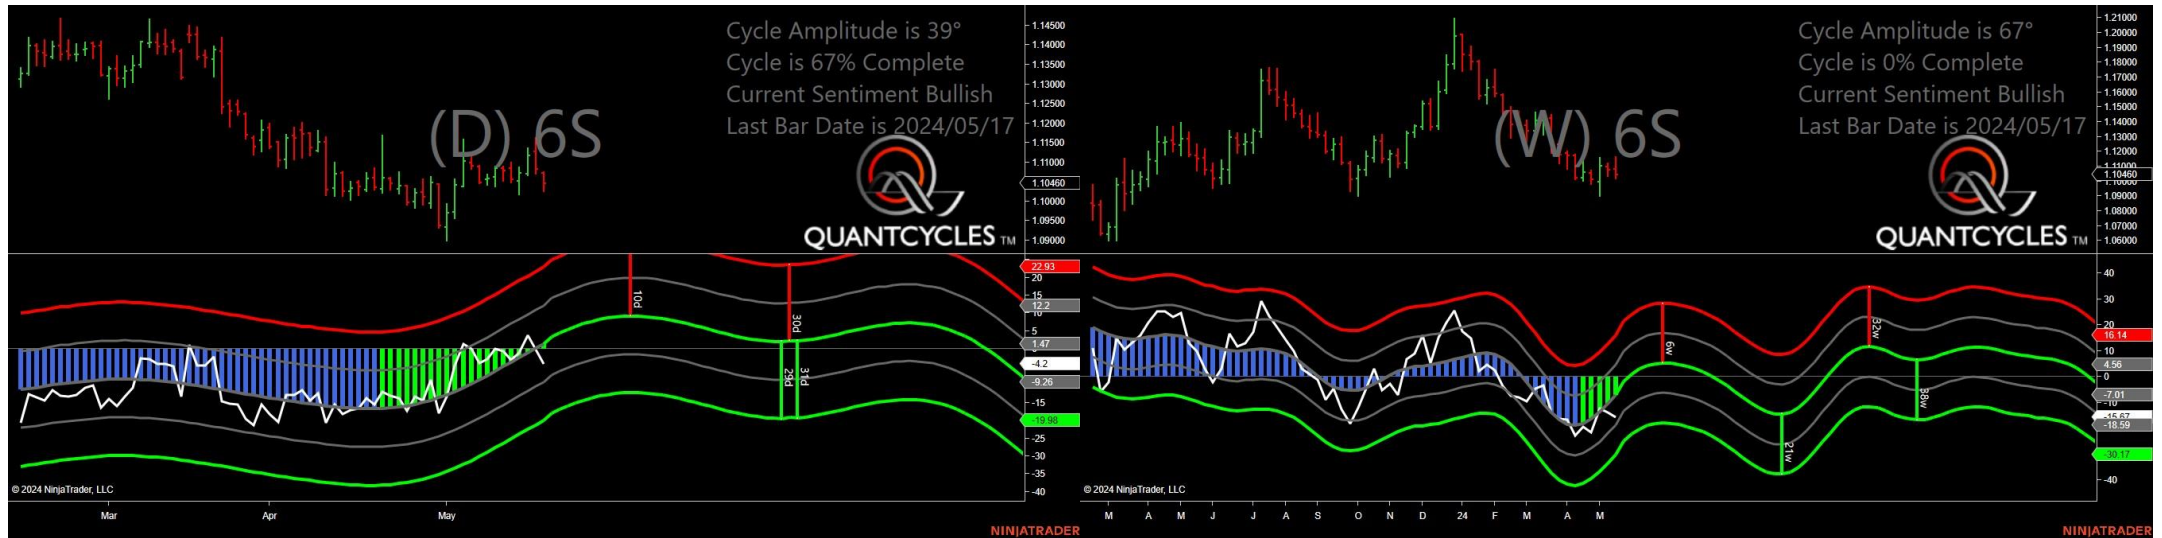 Cycle Amplitude is 39°
Cycle is 67% Complete
Current Sentiment Bullish
Last Bar Date is 2024/05/17
(D) 6S
QUANTCYCLES TM
1.14500
1.14000
1.13500
1.13000
1.12500
1.12000
1.11500
1.11000
1.10460
1.10000
1.09500
1.09000
22.93
20
15
12.2
10
5
1.47
-4.2
-9.26
-15
-19.98
-25
-30
-35
-40
10d
30d
29d
31d
© 2024 NinjaTrader, LLC
Mar
Apr
May
NINJATRADER
Cycle Amplitude is 67°
Cycle is 0% Complete
Current Sentiment Bullish
Last Bar Date is 2024/05/17
(W) 6S
QUANTCYCLES TM
1.21000
1.20000
1.19000
1.18000
1.17000
1.16000
1.15000
1.14000
1.13000
1.12000
1.11000
1.10460
1.10000
1.09000
1.08000
1.07000
1.06000
40
30
20
16.14
10
4.56
0
-7.01
-10
-15.67
-18.59
-30.17
-40
6w
32w
21w
38w
© 2024 NinjaTrader, LLC
M A M J J A S O N D 24 F M A M
NINJATRADER